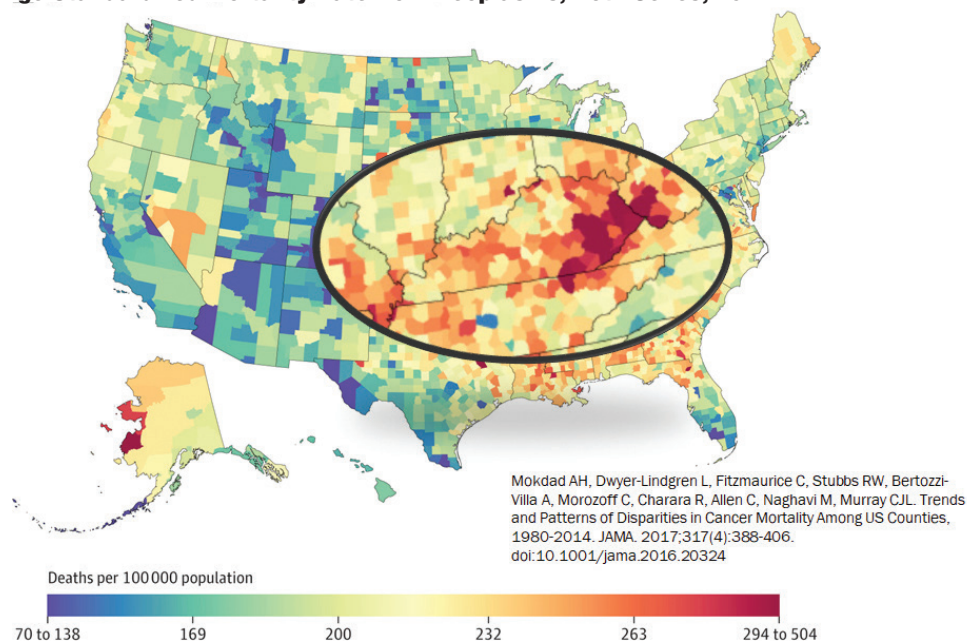 Mokdad AH, Dwyer-Lindgren L, Fitzmaurice C, Stubbs RW, Bertozzi-
Villa A, Morozoff C, Charara R, Allen C, Naghavi M, Murray CJL. Trends
and Patterns of Disparities in Cancer Mortality Among US Counties,
1980-2014. JAMA. 2017;317(4):388-406.
doi:10.1001/jama.2016.20324
Deaths per 100 000 population
70 to 138 169 200 232 263 294 to 504